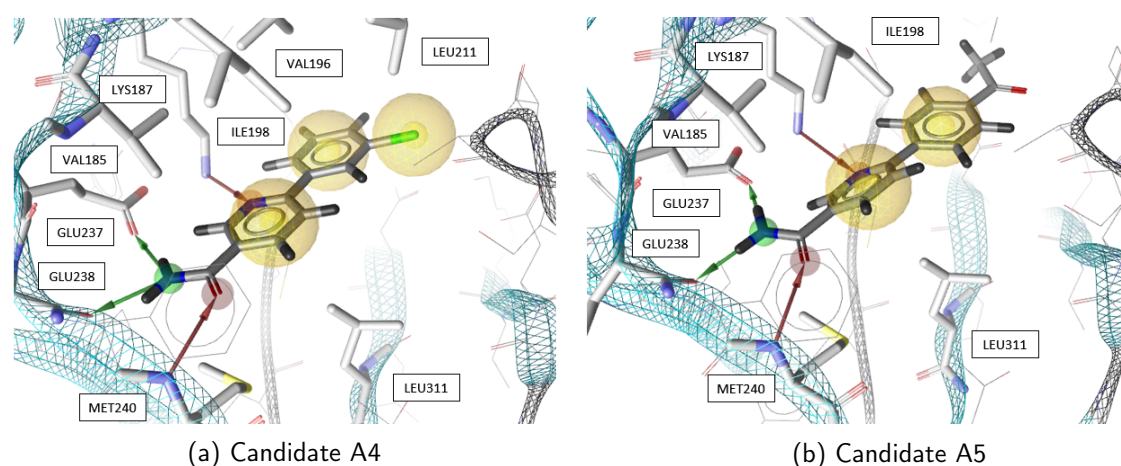 VAL196
LEU211
LYS187
ILE198
VAL185
GLU237
GLU238
LEU311
MET240
(a) Candidate A4
ILE198
LYS187
VAL185
GLU237
GLU238
LEU311
MET240
(b) Candidate A5